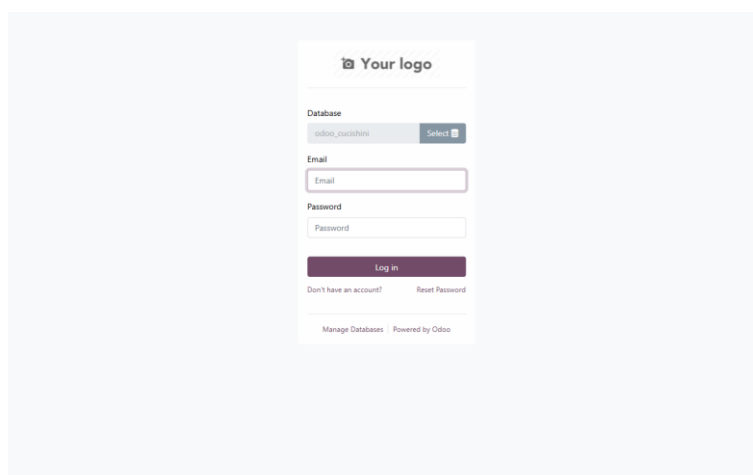 Your logo
Database
odoo_cucishini
Select
Email
Email
Password
Password
Log in
Don't have an account?
Reset Password
Manage Databases
Powered by Odoo